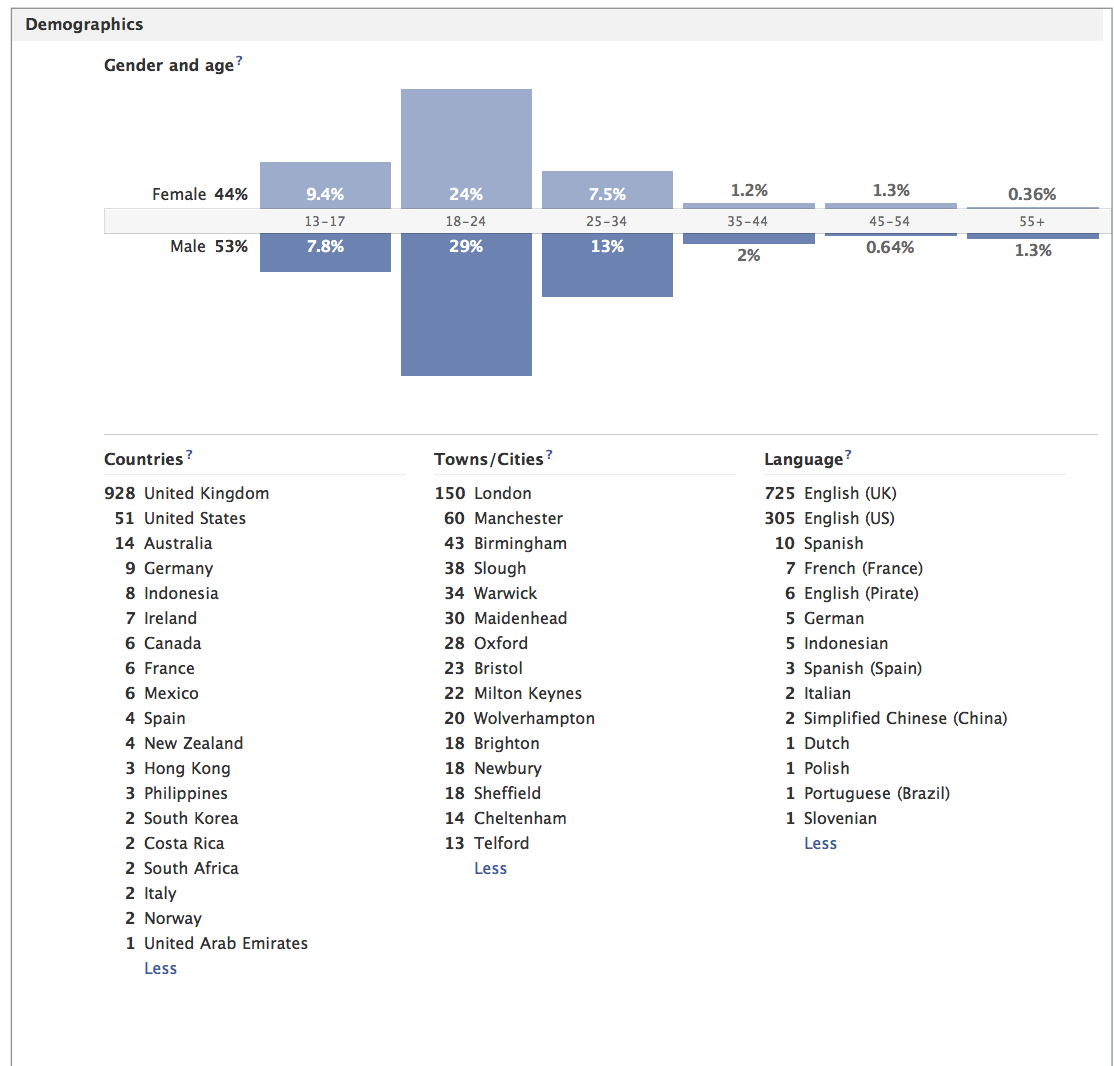 Demographics
Gender and age?
Female 44% 9.4% 24% 7.5% 1.2% 1.3% 0.36%
13-17 18-24 25-34 35-44 45-54 55+
Male 53% 7.8% 29% 13% 2% 0.64% 1.3%
Countries?
928 United Kingdom
51 United States
14 Australia
9 Germany
8 Indonesia
7 Ireland
6 Canada
6 France
6 Mexico
4 Spain
4 New Zealand
3 Hong Kong
3 Philippines
2 South Korea
2 Costa Rica
2 South Africa
2 Italy
2 Norway
1 United Arab Emirates
Less
Towns/Cities?
150 London
60 Manchester
43 Birmingham
38 Slough
34 Warwick
30 Maidenhead
28 Oxford
23 Bristol
22 Milton Keynes
20 Wolverhampton
18 Brighton
18 Newbury
18 Sheffield
14 Cheltenham
13 Telford
Less
Language?
725 English (UK)
305 English (US)
10 Spanish
7 French (France)
6 English (Pirate)
5 German
5 Indonesian
3 Spanish (Spain)
2 Italian
2 Simplified Chinese (China)
1 Dutch
1 Polish
1 Portuguese (Brazil)
1 Slovenian
Less